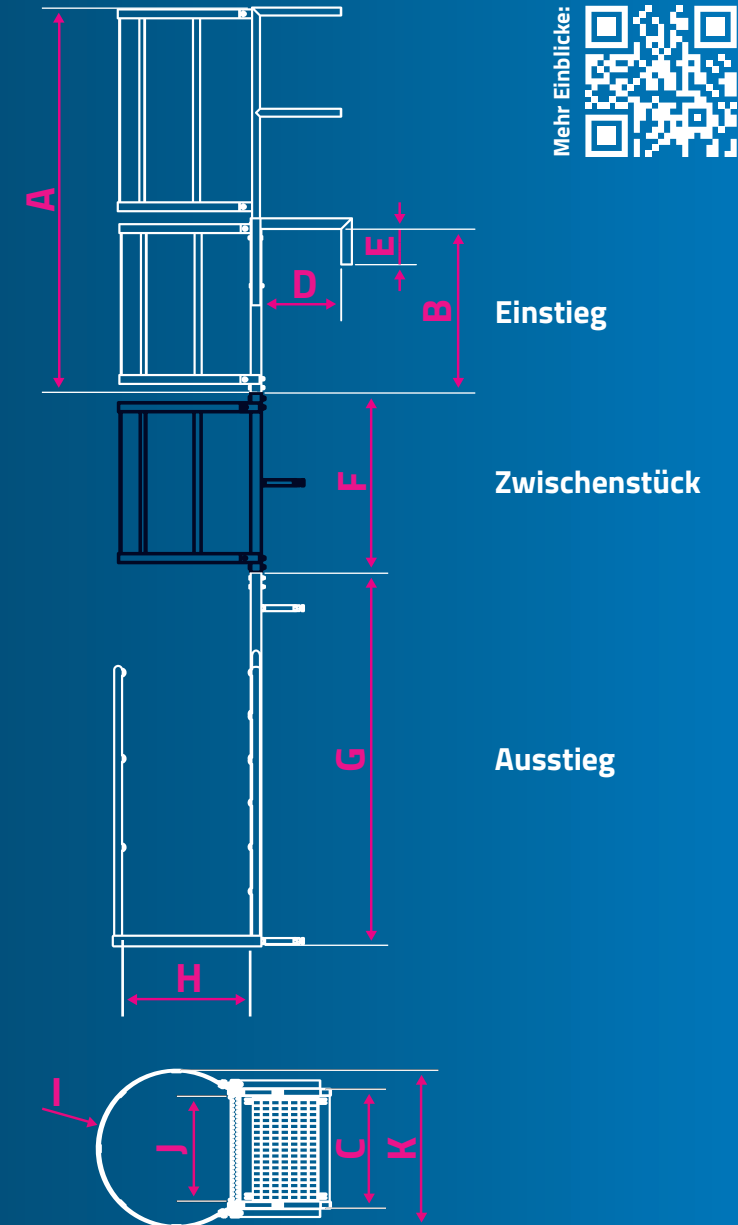 Mehr Einblicke:
A
E
D
B
Einstieg
F
Zwischenstück
G
Ausstieg
H
I
J
C
K